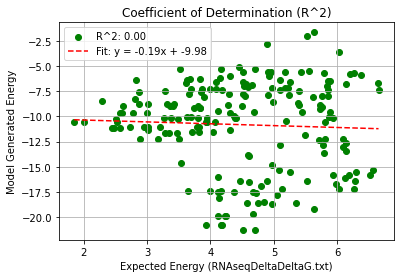 Coefficient of Determination (R^2)
R^2: 0.00
Fit: y = -0.19x + -9.98
Model Generated Energy
−2.5
−5.0
−7.5
−10.0
−12.5
−15.0
−17.5
−20.0
2 3 4 5 6
Expected Energy (RNAseqDeltaDeltaG.txt)